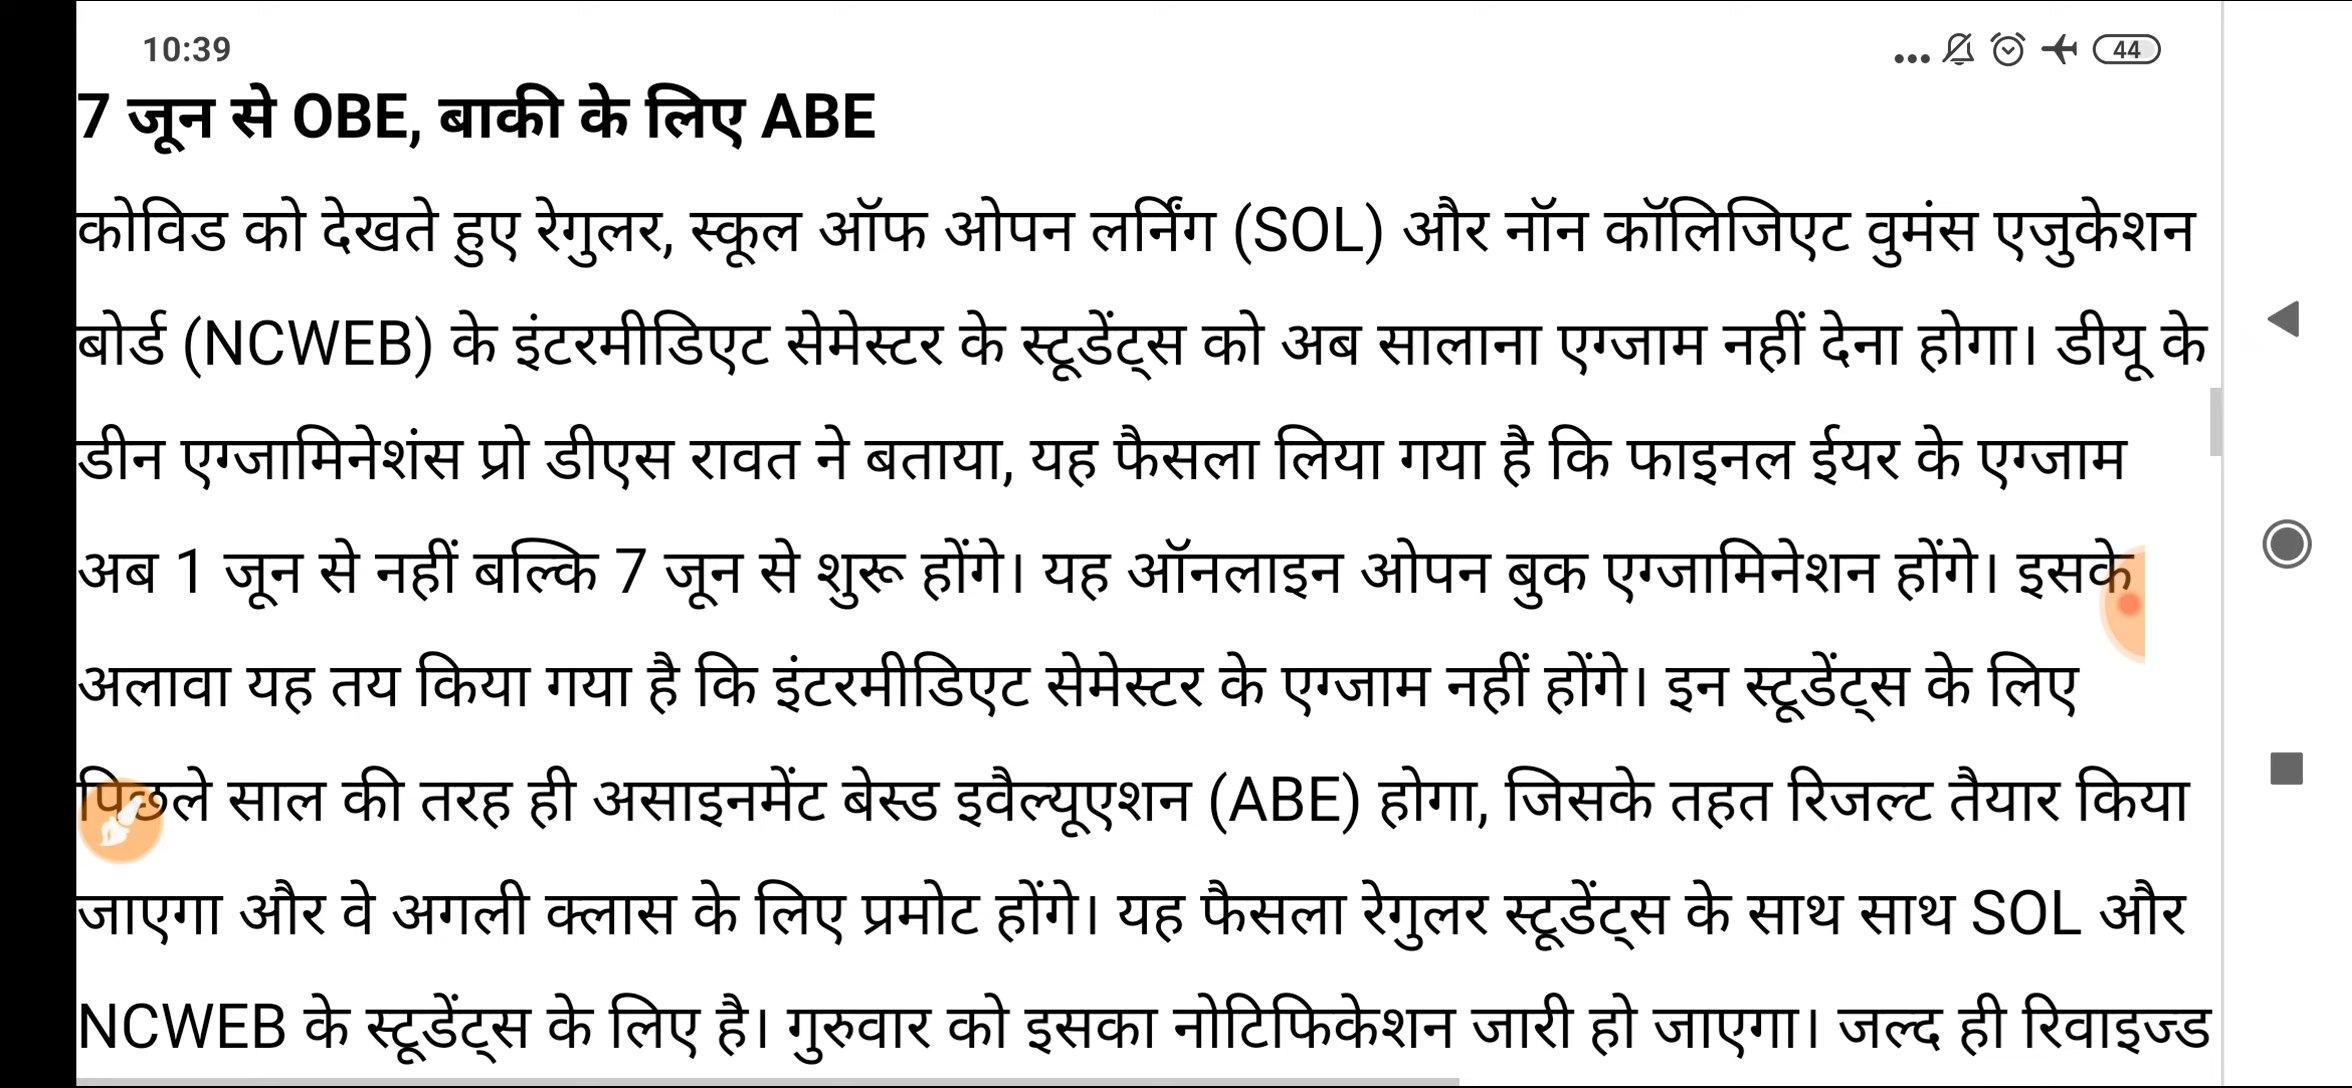 10:39
44
7 जून से OBE, बाकी के लिए ABE
कोविड को देखते हुए रेगुलर, स्कूल ऑफ ओपन लर्निंग (SOL) और नॉन कॉलिजिएट वुमंस एजुकेशन
बोर्ड (NCWEB) के इंटरमीडिएट सेमेस्टर के स्टूडेंट्स को अब सालाना एग्जाम नहीं देना होगा। डीयू के
डीन एग्जामिनेशंस प्रो डीएस रावत ने बताया, यह फैसला लिया गया है कि फाइनल ईयर के एग्जाम
अब 1 जून से नहीं बल्कि 7 जून से शुरू होंगे। यह ऑनलाइन ओपन बुक एग्जामिनेशन होंगे। इसके
अलावा यह तय किया गया है कि इंटरमीडिएट सेमेस्टर के एग्जाम नहीं होंगे। इन स्टूडेंट्स के लिए
पिछले साल की तरह ही असाइनमेंट बेस्ड इवैल्यूएशन (ABE) होगा, जिसके तहत रिजल्ट तैयार किया
जाएगा और वे अगली क्लास के लिए प्रमोट होंगे। यह फैसला रेगुलर स्टूडेंट्स के साथ साथ SOL और
NCWEB के स्टूडेंट्स के लिए है। गुरुवार को इसका नोटिफिकेशन जारी हो जाएगा। जल्द ही रिवाइज्ड